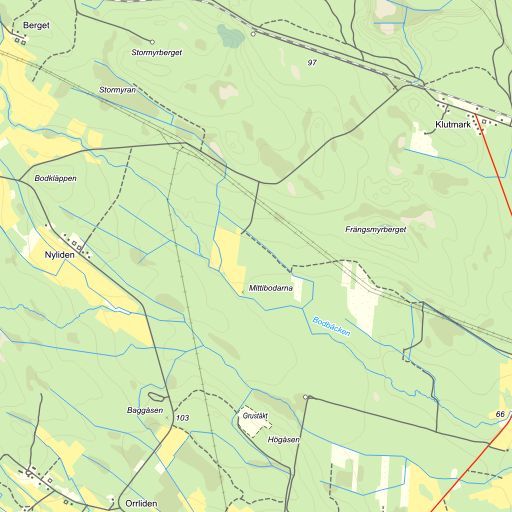 Berget
Stormyrberget
97
Stormyran
Klutmark
Bodkläppen
Frängsmyrberget
Nyliden
Mittibodarna
Bodbäcken
Baggåsen
103
Grustäkt
66
Högåsen
Orrliden